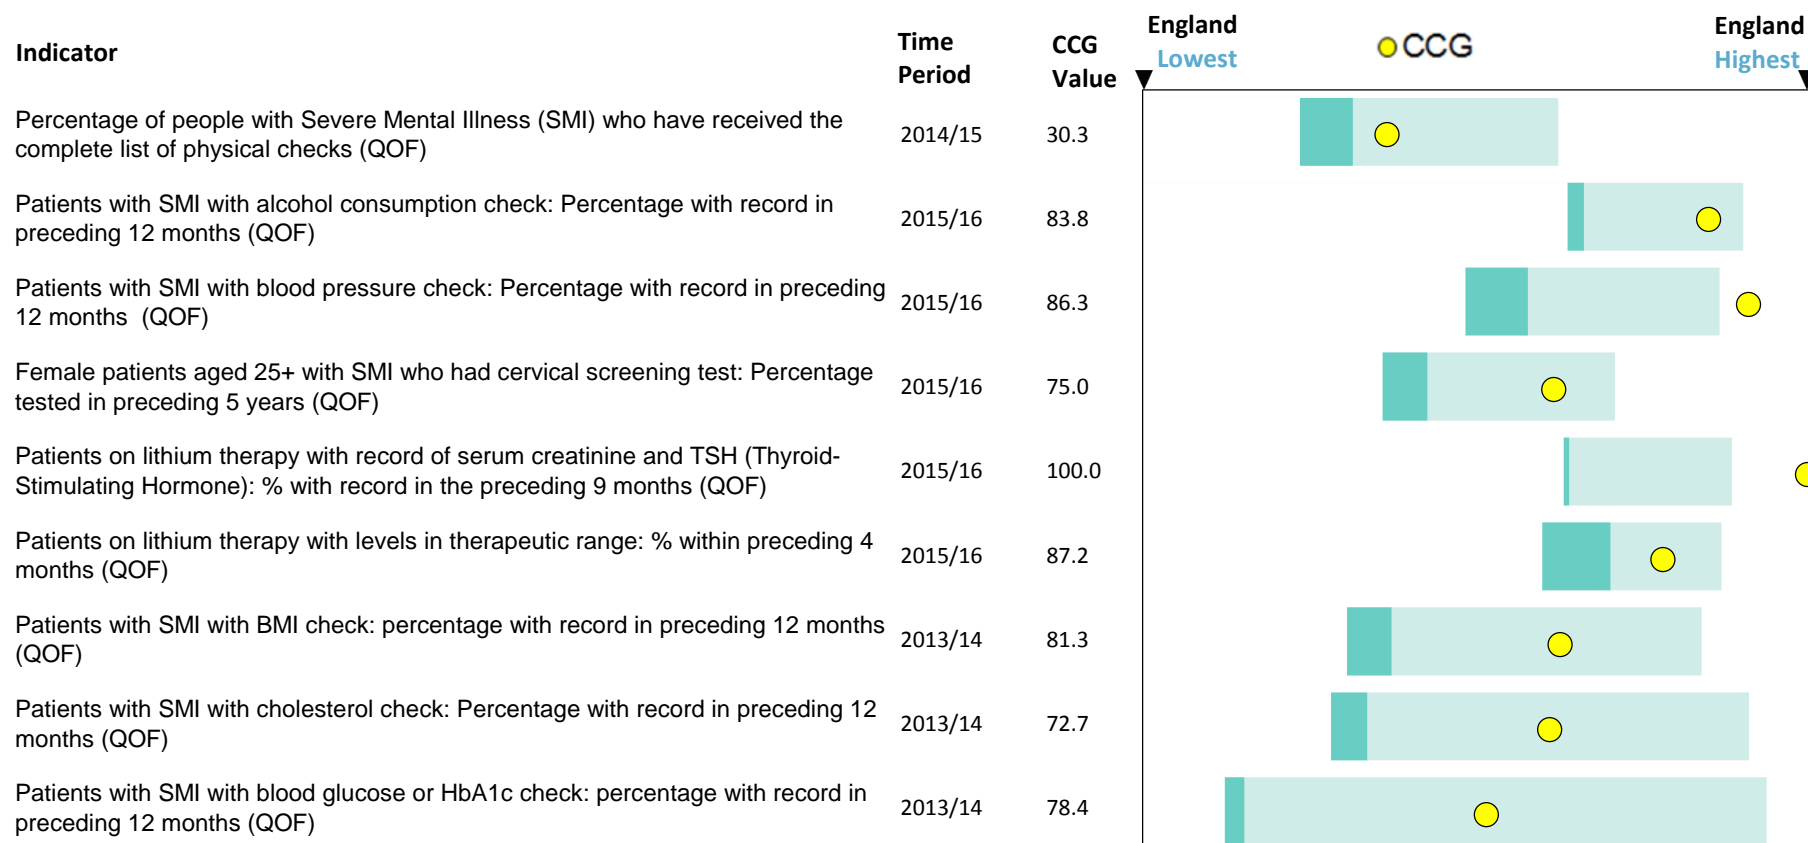 Indicator
Time
Period
CCG
Value
England
Lowest
CCG
England
Highest
Percentage of people with Severe Mental Illness (SMI) who have received the
complete list of physical checks (QOF)
2014/15
30.3
Patients with SMI with alcohol consumption check: Percentage with record in
preceding 12 months (QOF)
2015/16
83.8
Patients with SMI with blood pressure check: Percentage with record in preceding
12 months  (QOF)
2015/16
86.3
Female patients aged 25+ with SMI who had cervical screening test: Percentage
tested in preceding 5 years (QOF)
2015/16
75.0
Patients on lithium therapy with record of serum creatinine and TSH (Thyroid-
Stimulating Hormone): % with record in the preceding 9 months (QOF)
2015/16
100.0
Patients on lithium therapy with levels in therapeutic range: % within preceding 4
months (QOF)
2015/16
87.2
Patients with SMI with BMI check: percentage with record in preceding 12 months
(QOF)
2013/14
81.3
Patients with SMI with cholesterol check: Percentage with record in preceding 12
months (QOF)
2013/14
72.7
Patients with SMI with blood glucose or HbA1c check: percentage with record in
preceding 12 months (QOF)
2013/14
78.4